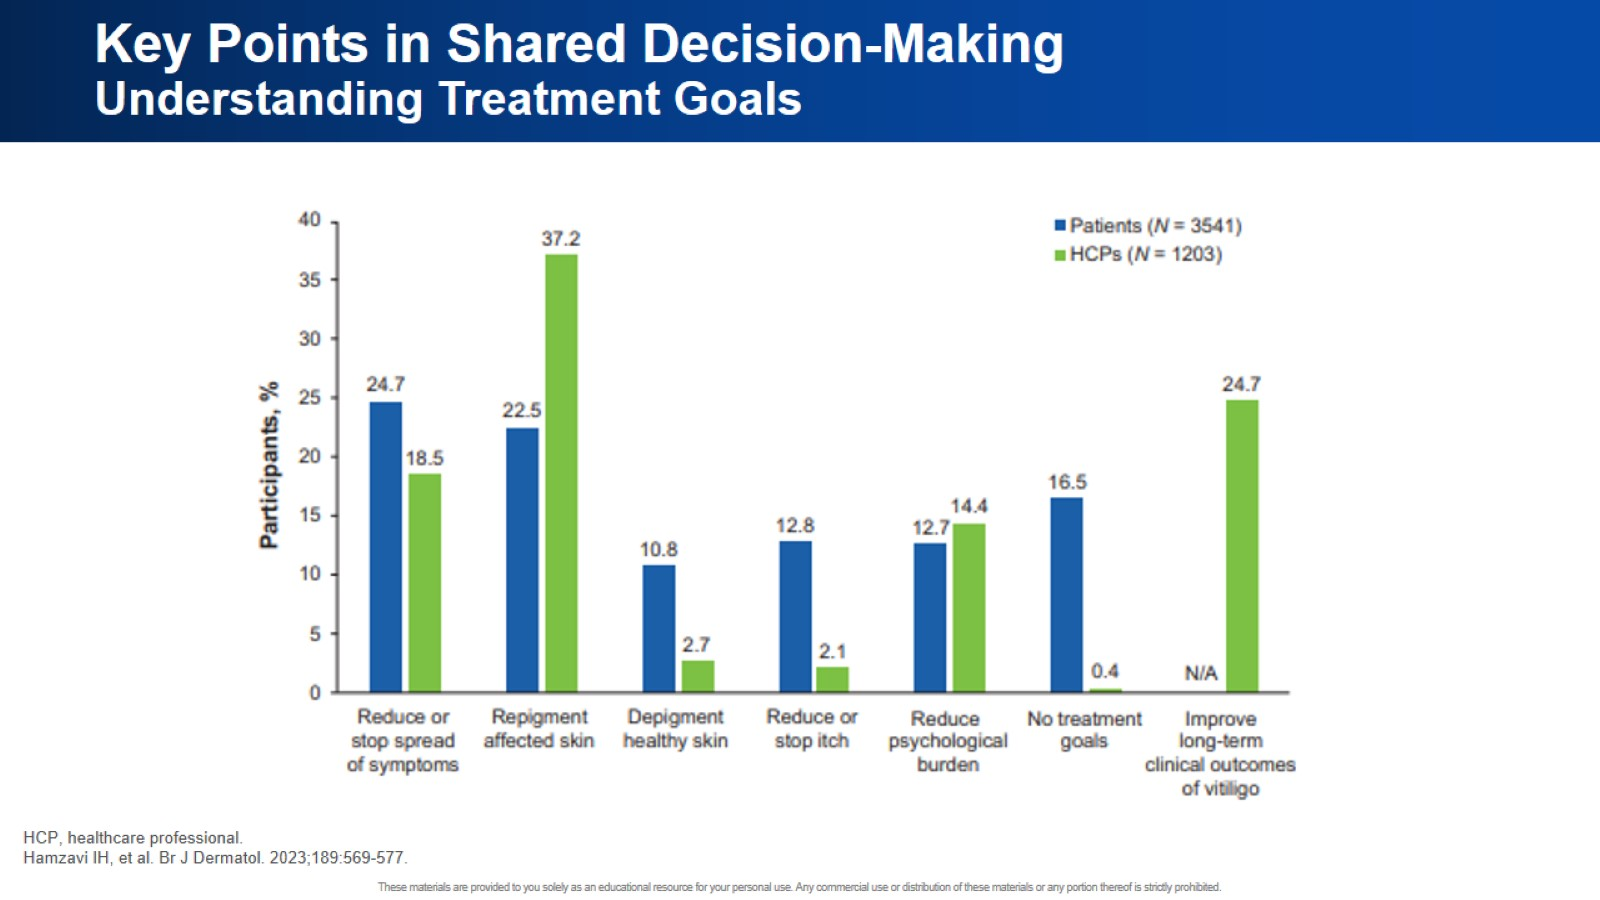 Key Points in Shared Decision-Making
Understanding Treatment Goals
Patients (N = 3541)
HCPs (N = 1203)
Participants, %
40
35
30
25
20
15
10
5
0
24.7
18.5
22.5
37.2
10.8
2.7
12.8
2.1
12.7
14.4
16.5
0.4
N/A
24.7
Reduce or
stop spread
of symptoms
Repigment
affected skin
Depigment
healthy skin
Reduce or
stop itch
Reduce
psychological
burden
No treatment
goals
Improve
long-term
clinical outcomes
of vitiligo
HCP, healthcare professional.
Hamzavi IH, et al. Br J Dermatol. 2023;189:569-577.
These materials are provided to you solely as an educational resource for your personal use. Any commercial use or distribution of these materials or any portion thereof is strictly prohibited.